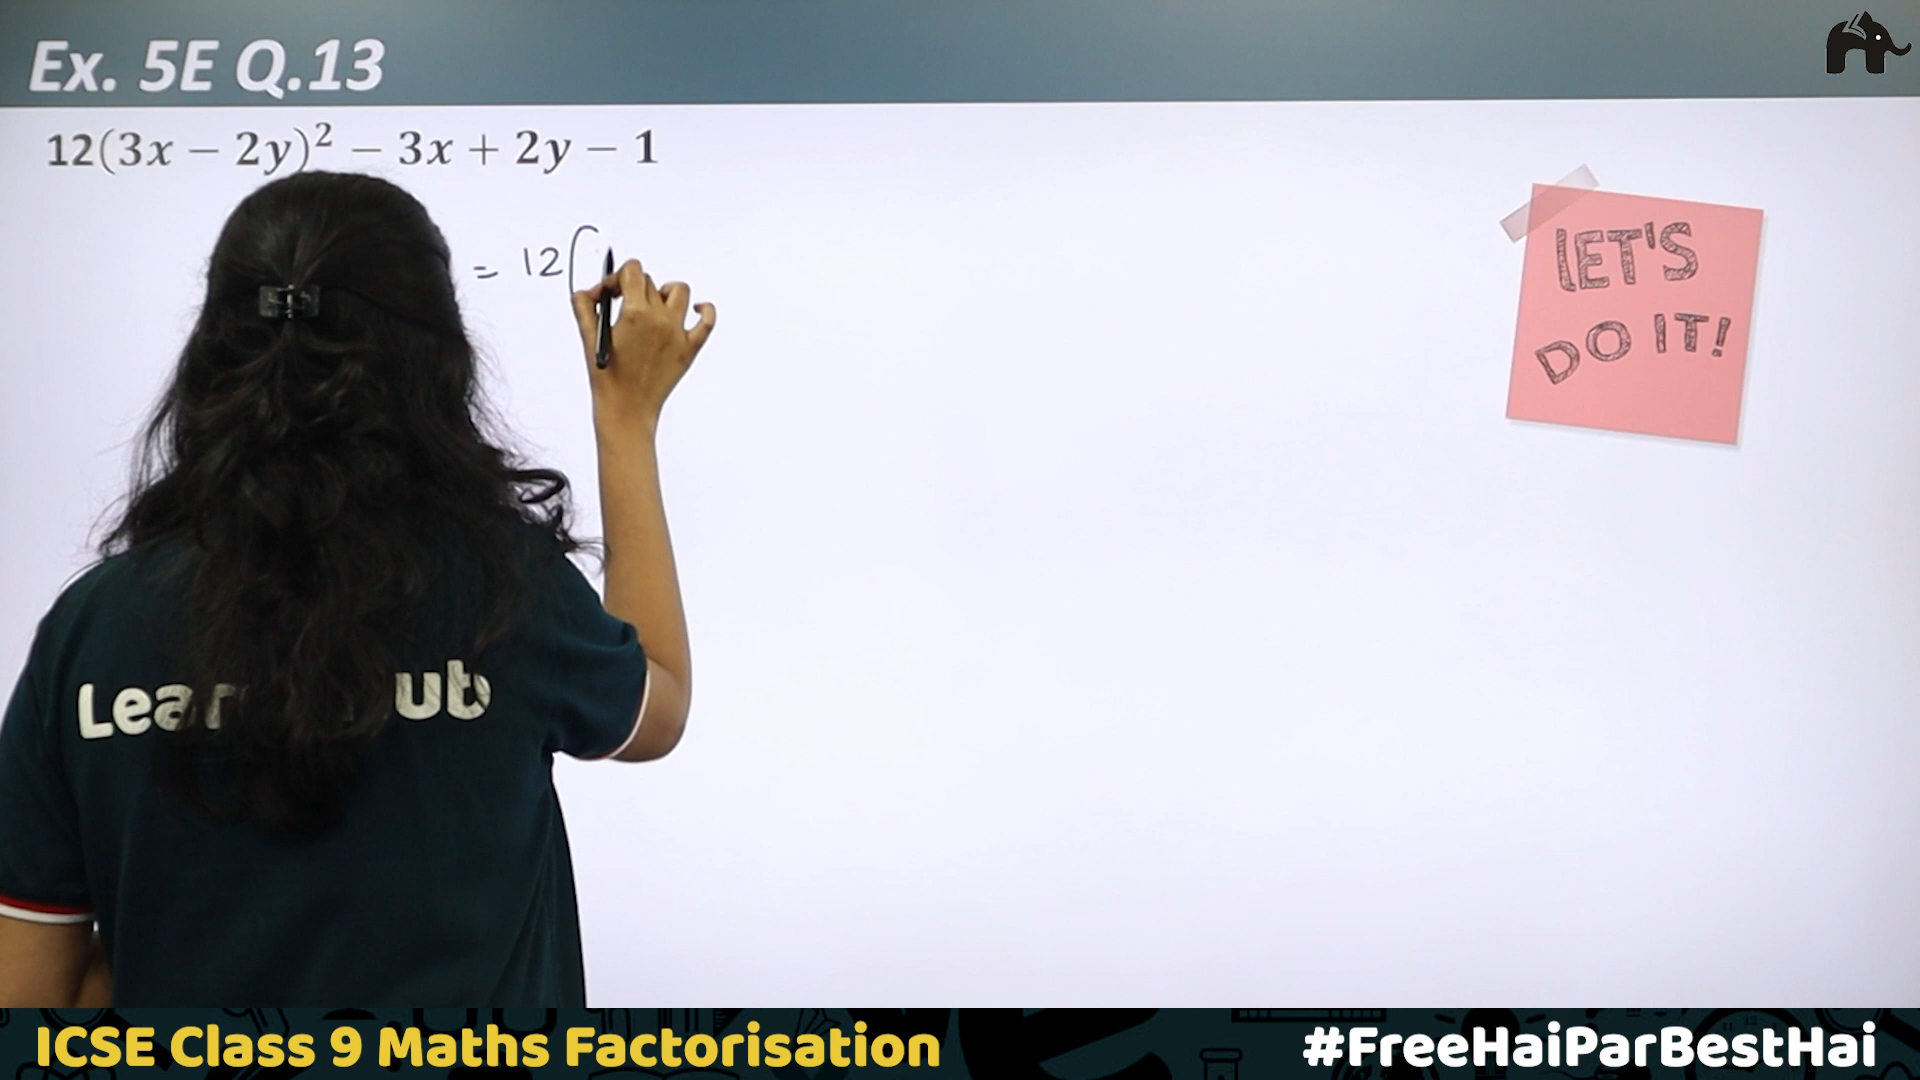 Ex. 5E Q.13
12(3x − 2y)² − 3x + 2y − 1
= 12(
LET'S
DO IT!
ICSE Class 9 Maths Factorisation
#FreeHaiParBestHai